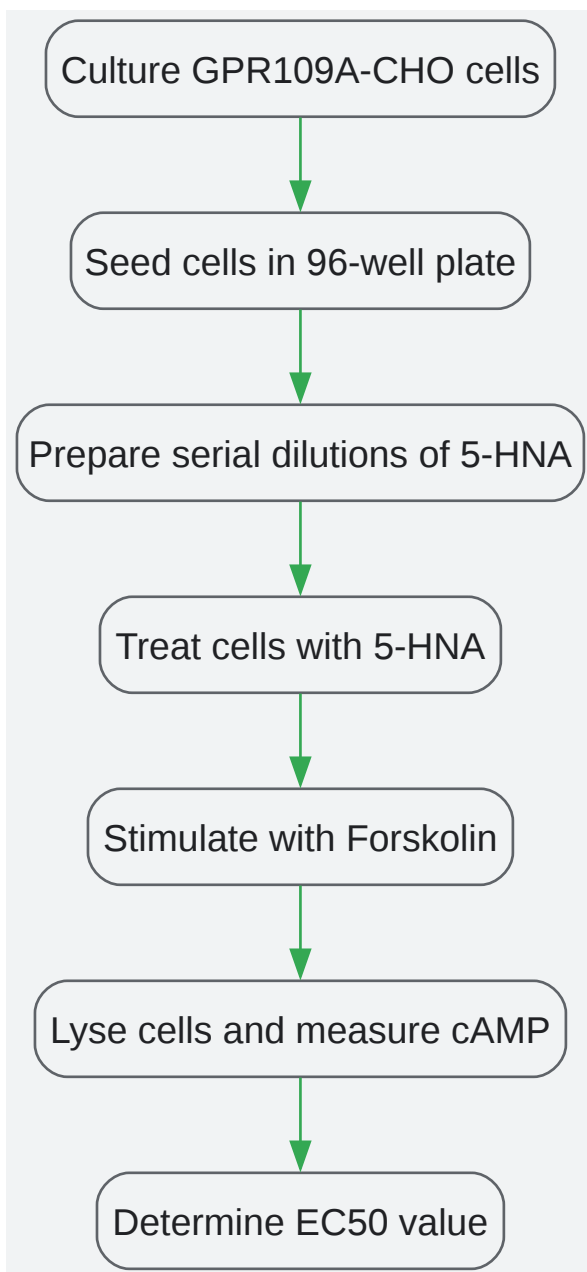 Culture GPR109A-CHO cells
Seed cells in 96-well plate
Prepare serial dilutions of 5-HNA
Treat cells with 5-HNA
Stimulate with Forskolin
Lyse cells and measure cAMP
Determine EC50 value